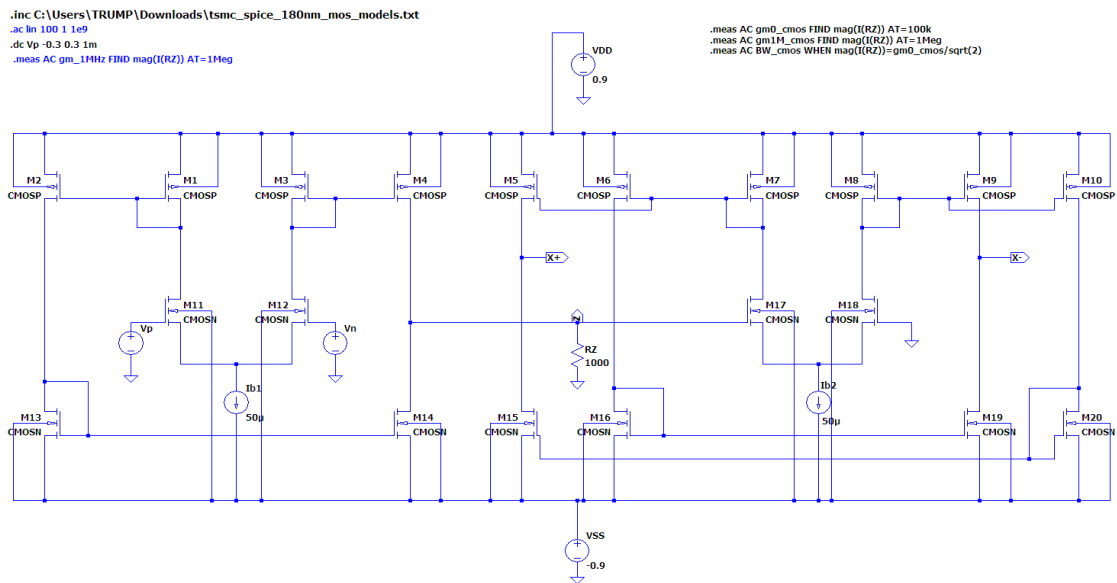 .inc C:\Users\TRUMP\Downloads\tsmc_spice_180nm_mos_models.txt
.ac lin 100 1 1e9
.dc Vp -0.3 0.3 1m
.meas AC gm_1MHz FIND mag(I(RZ)) AT=1Meg
.meas AC gm0_cmos FIND mag(I(RZ)) AT=100k
.meas AC gm1M_cmos FIND mag(I(RZ)) AT=1Meg
.meas AC BW_cmos WHEN mag(I(RZ))=gm0_cmos/sqrt(2)
VDD
0.9
M2
CMOSP
M1
CMOSP
M3
CMOSP
M4
CMOSP
M5
CMOSP
M6
CMOSP
M7
CMOSP
M8
CMOSP
M9
CMOSP
M10
CMOSP
X+
X-
M11
CMOSN
M12
CMOSN
M17
CMOSN
M18
CMOSN
Vp
Vn
Z
RZ
1000
Ib1
50µ
Ib2
50µ
M13
CMOSN
M14
CMOSN
M15
CMOSN
M16
CMOSN
M19
CMOSN
M20
CMOSN
VSS
-0.9